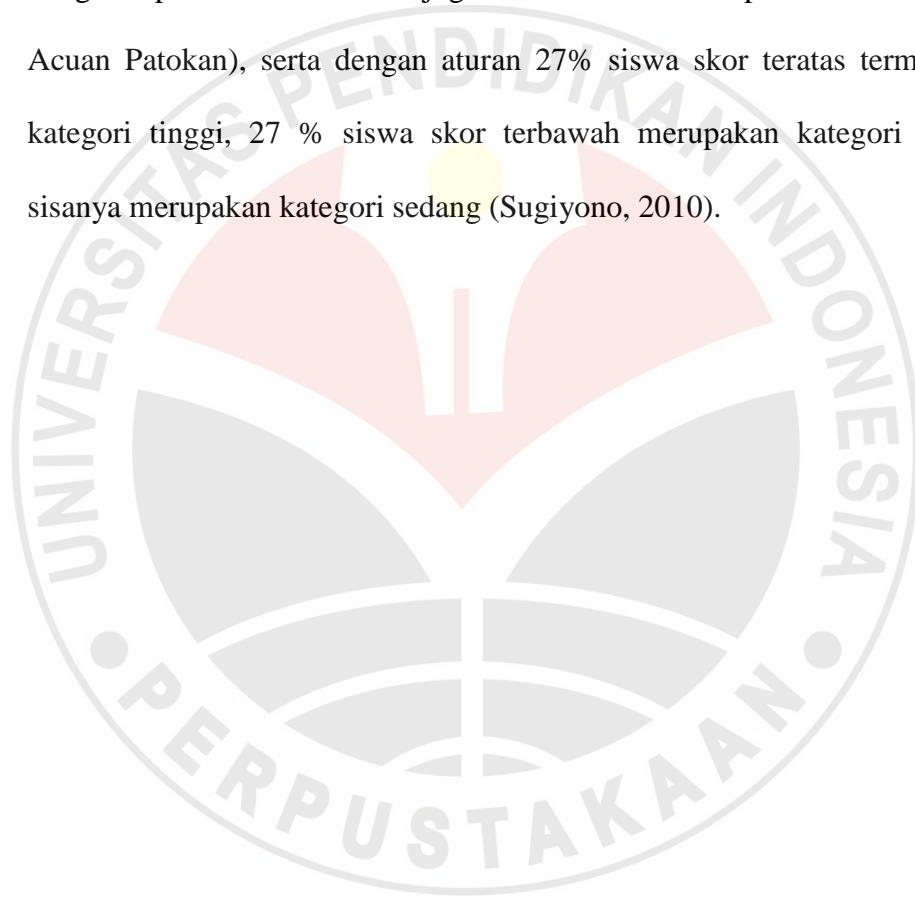 Acuan Patokan), serta dengan aturan 27% siswa skor teratas term
kategori tinggi, 27 % siswa skor terbawah merupakan kategori
sisanya merupakan kategori sedang (Sugiyono, 2010).
UNIVERSITAS PENDIDIKAN INDONESIA
• PERPUSTAKAAN •